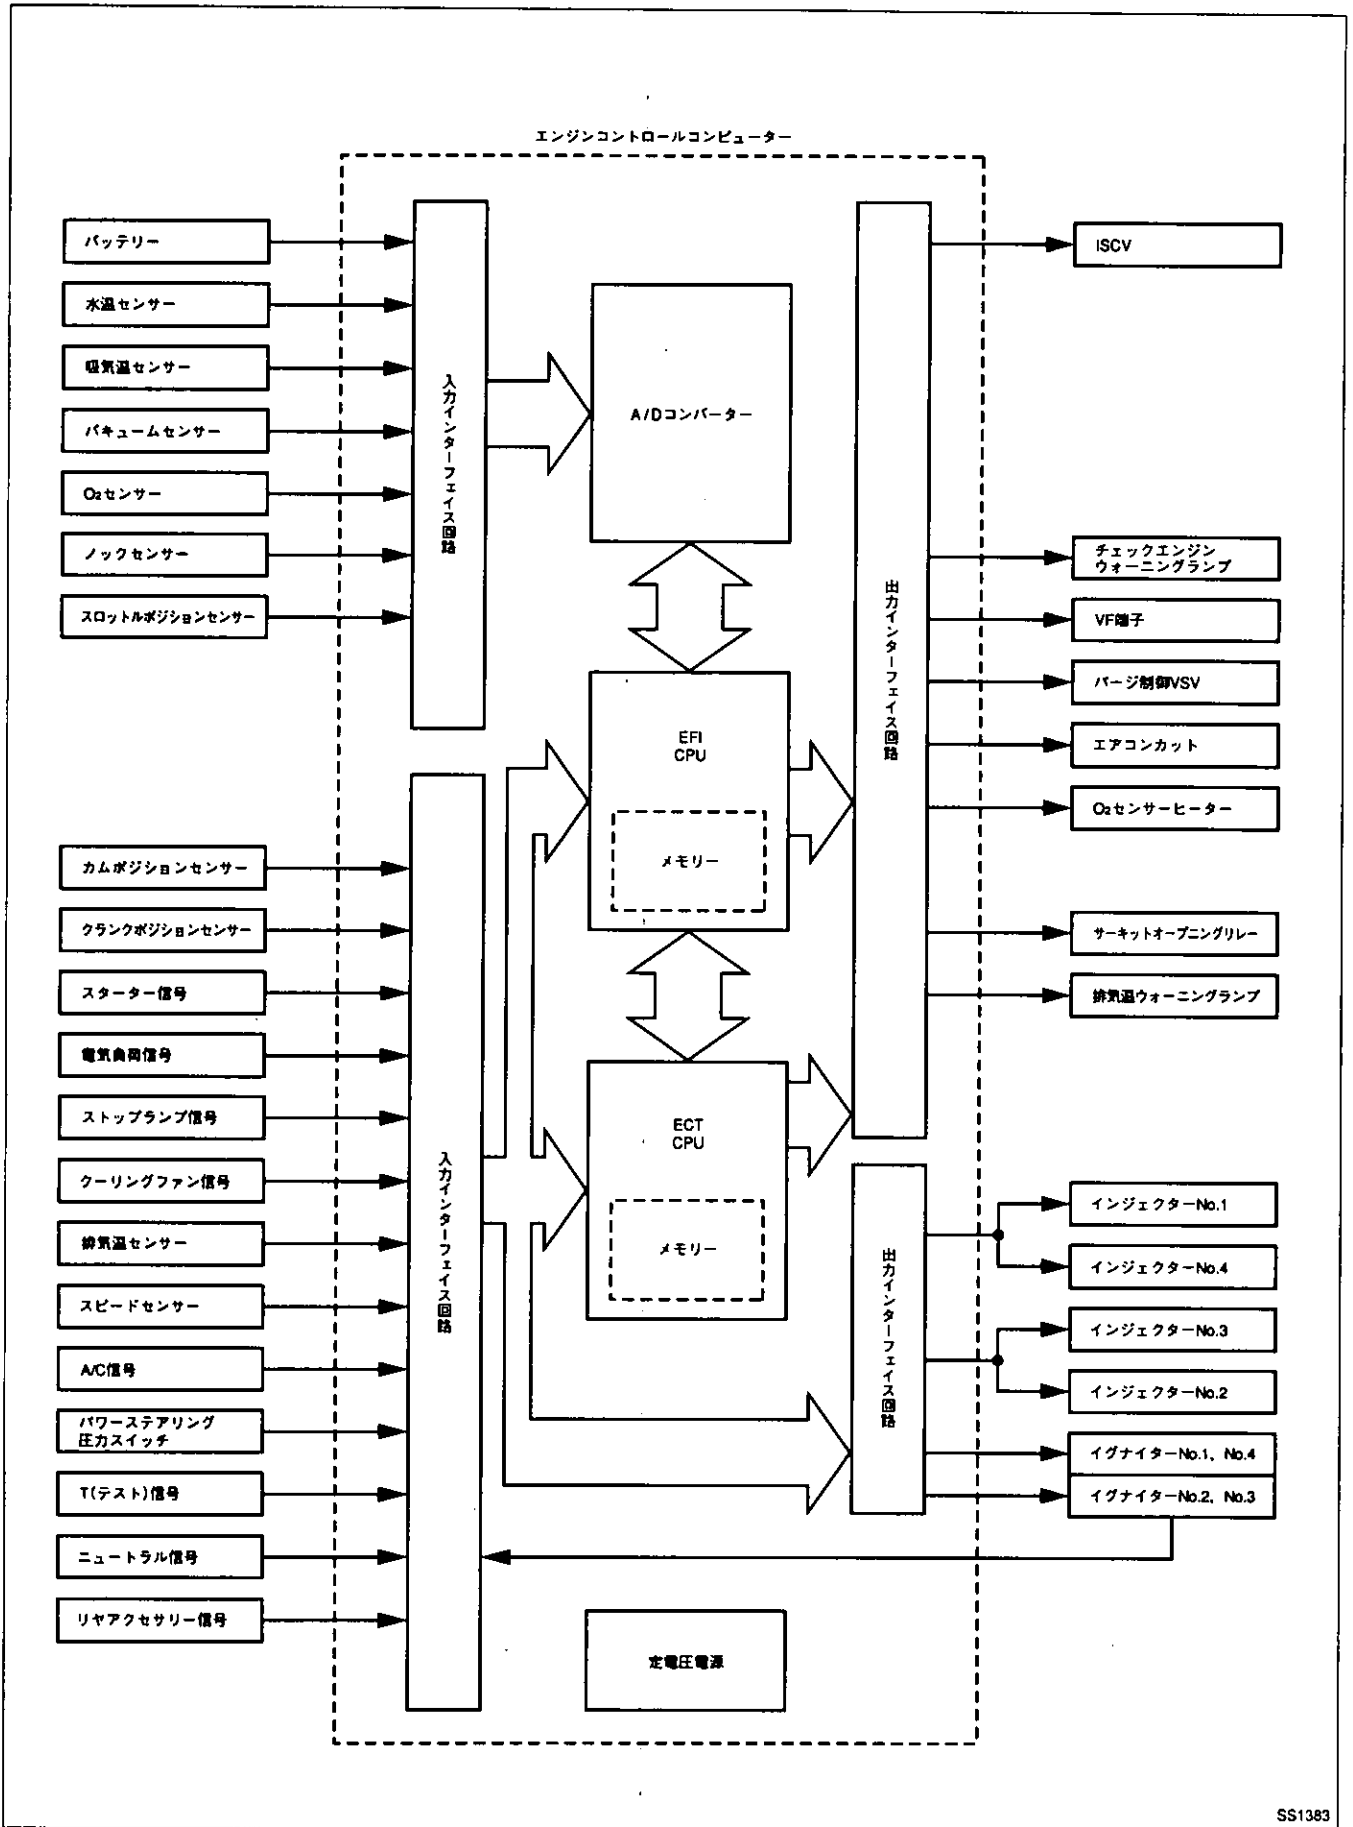 エンジンコントロールコンピューター
バッテリー
水温センサー
吸気温センサー
バキュームセンサー
O₂センサー
ノックセンサー
スロットルポジションセンサー
入力インターフェイス回路
A/Dコンバーター
EFI
CPU
メモリー
出力インターフェイス回路
ISCV
チェックエンジン
ウォーニングランプ
VF端子
パージ制御VSV
エアコンカット
O₂センサーヒーター
サーキットオープニングリレー
排気温ウォーニングランプ
カムポジションセンサー
クランクポジションセンサー
スターター信号
電気負荷信号
ストップランプ信号
クーリングファン信号
排気温センサー
スピードセンサー
A/C信号
パワーステアリング
圧力スイッチ
T(テスト)信号
ニュートラル信号
リヤアクセサリー信号
入力インターフェイス回路
ECT
CPU
メモリー
出力インターフェイス回路
インジェクターNo.1
インジェクターNo.4
インジェクターNo.3
インジェクターNo.2
イグナイターNo.1, No.4
イグナイターNo.2, No.3
定電圧電源
SS1383